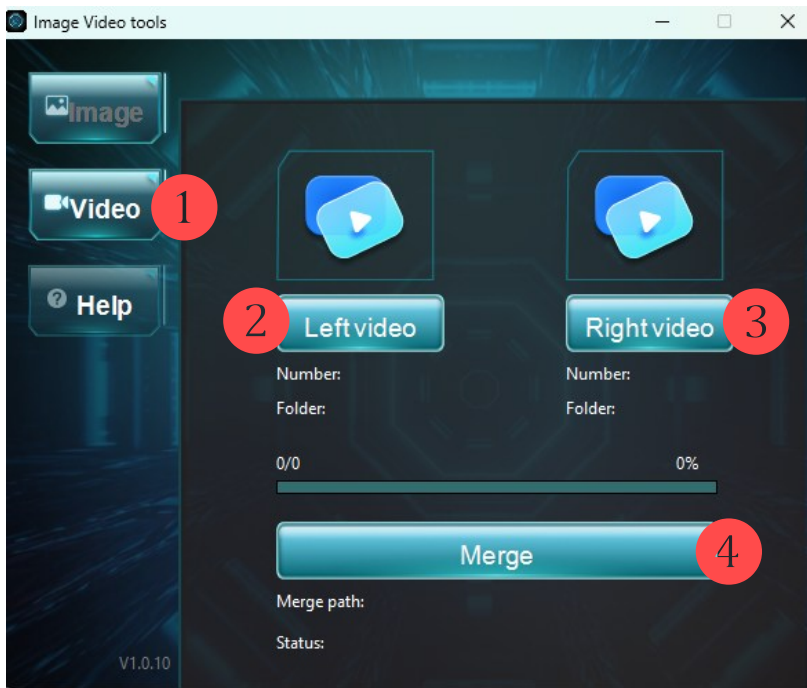 Image Video tools
Image
Video
1
Help
2
Left video
Right video
3
Number:
Number:
Folder:
Folder:
0/0
0%
Merge
4
Merge path:
Status:
V1.0.10